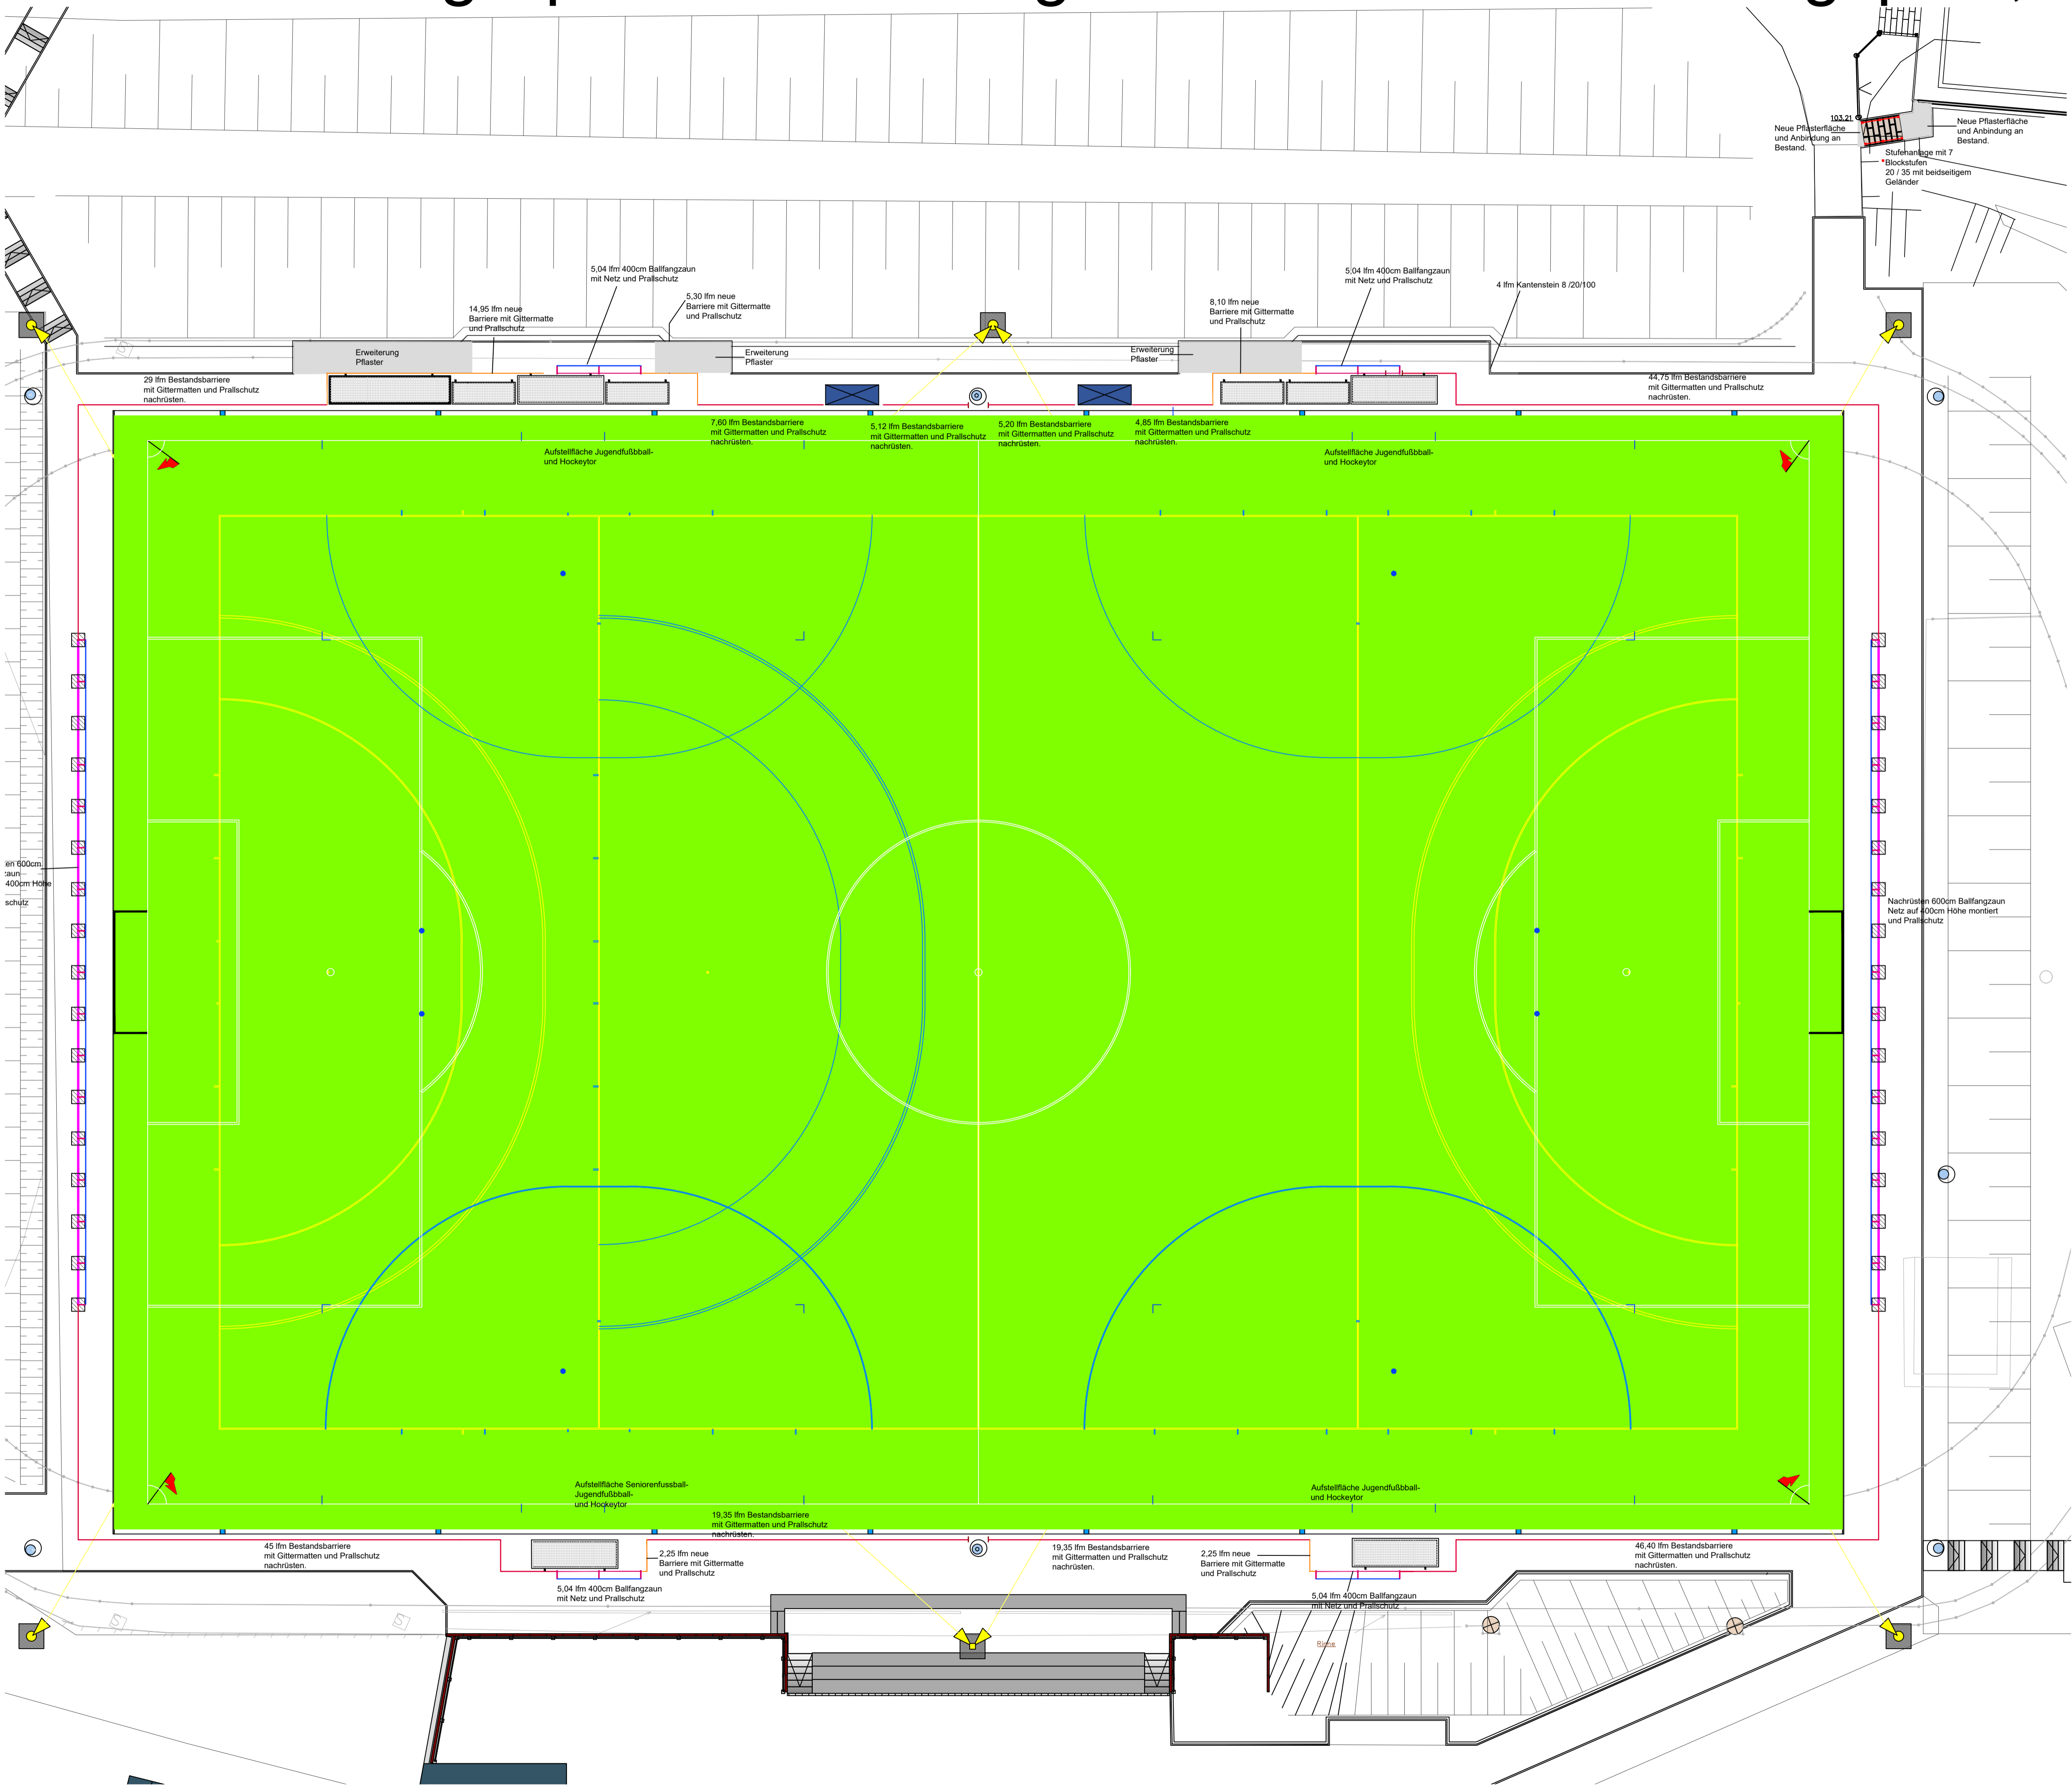 103.21
Neue Pflasterfläche
und Anbindung an
Bestand.
Neue Pflasterfläche
und Anbindung an
Bestand.
Stufenanlage mit 7
Blockstufen
20 / 35 mit beidseitigem
Geländer
5,04 lfm 400cm Ballfangzaun
mit Netz und Prallschutz
5,30 lfm neue
Barriere mit Gittermatte
und Prallschutz
14,95 lfm neue
Barriere mit Gittermatte
und Prallschutz
8,10 lfm neue
Barriere mit Gittermatte
und Prallschutz
5,04 lfm 400cm Ballfangzaun
mit Netz und Prallschutz
4 lfm Kantenstein 8 /20/100
Erweiterung
Pflaster
Erweiterung
Pflaster
Erweiterung
Pflaster
29 lfm Bestandsbarriere
mit Gittermatten und Prallschutz
nachrüsten.
44,75 lfm Bestandsbarriere
mit Gittermatten und Prallschutz
nachrüsten.
7,60 lfm Bestandsbarriere
mit Gittermatten und Prallschutz
nachrüsten.
5,12 lfm Bestandsbarriere
mit Gittermatten und Prallschutz
nachrüsten.
5,20 lfm Bestandsbarriere
mit Gittermatten und Prallschutz
nachrüsten.
4,85 lfm Bestandsbarriere
mit Gittermatten und Prallschutz
nachrüsten.
Aufstellfläche Jugendfußbball-
und Hockeytor
Aufstellfläche Jugendfußbball-
und Hockeytor
en 600cm
zaun
400cm Höhe
schutz
Nachrüsten 600cm Ballfangzaun
Netz auf 400cm Höhe montiert
und Prallschutz
Aufstellfläche Seniorenfussball-
Jugendfußbball-
und Hockeytor
Aufstellfläche Jugendfußbball-
und Hockeytor
19,35 lfm Bestandsbarriere
mit Gittermatten und Prallschutz
nachrüsten.
45 lfm Bestandsbarriere
mit Gittermatten und Prallschutz
nachrüsten.
2,25 lfm neue
Barriere mit Gittermatte
und Prallschutz
19,35 lfm Bestandsbarriere
mit Gittermatten und Prallschutz
nachrüsten.
2,25 lfm neue
Barriere mit Gittermatte
und Prallschutz
46,40 lfm Bestandsbarriere
mit Gittermatten und Prallschutz
nachrüsten.
5,04 lfm 400cm Ballfangzaun
mit Netz und Prallschutz
5,04 lfm 400cm Ballfangzaun
mit Netz und Prallschutz
Rinne